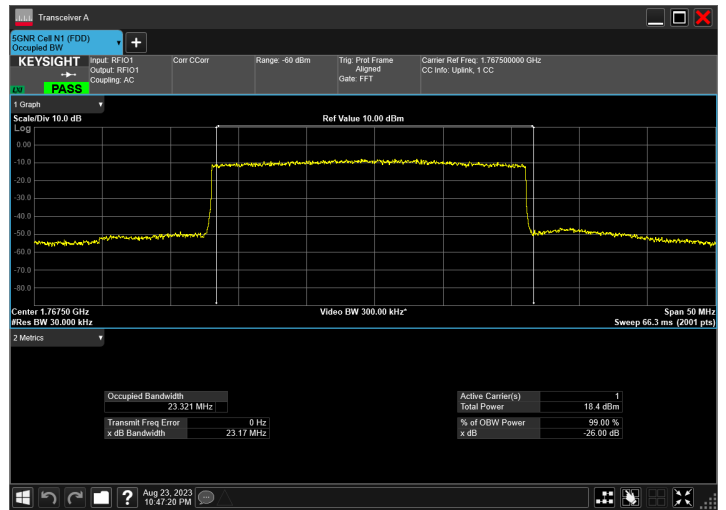 Transceiver A
5GNR Cell N1 (FDD)
Occupied BW
KEYSIGHT
LXI
PASS
Input: RFIO1
Output: RFIO1
Coupling: AC
Corr CCorr
Range: -60 dBm
Trig: Prot Frame
Aligned
Gate: FFT
Carrier Ref Freq: 1.767500000 GHz
CC Info: Uplink, 1 CC
1 Graph
Scale/Div 10.0 dB
Ref Value 10.00 dBm
Log
0.00
-10.0
-20.0
-30.0
-40.0
-50.0
-60.0
-70.0
-80.0
Center 1.76750 GHz
Video BW 300.00 kHz*
Span 50 MHz
#Res BW 30.000 kHz
Sweep 66.3 ms (2001 pts)
2 Metrics
Occupied Bandwidth
23.321 MHz
Transmit Freq Error 0 Hz
x dB Bandwidth 23.17 MHz
Active Carrier(s) 1
Total Power 18.4 dBm
% of OBW Power 99.00 %
x dB -26.00 dB
?
Aug 23, 2023
10:47:20 PM